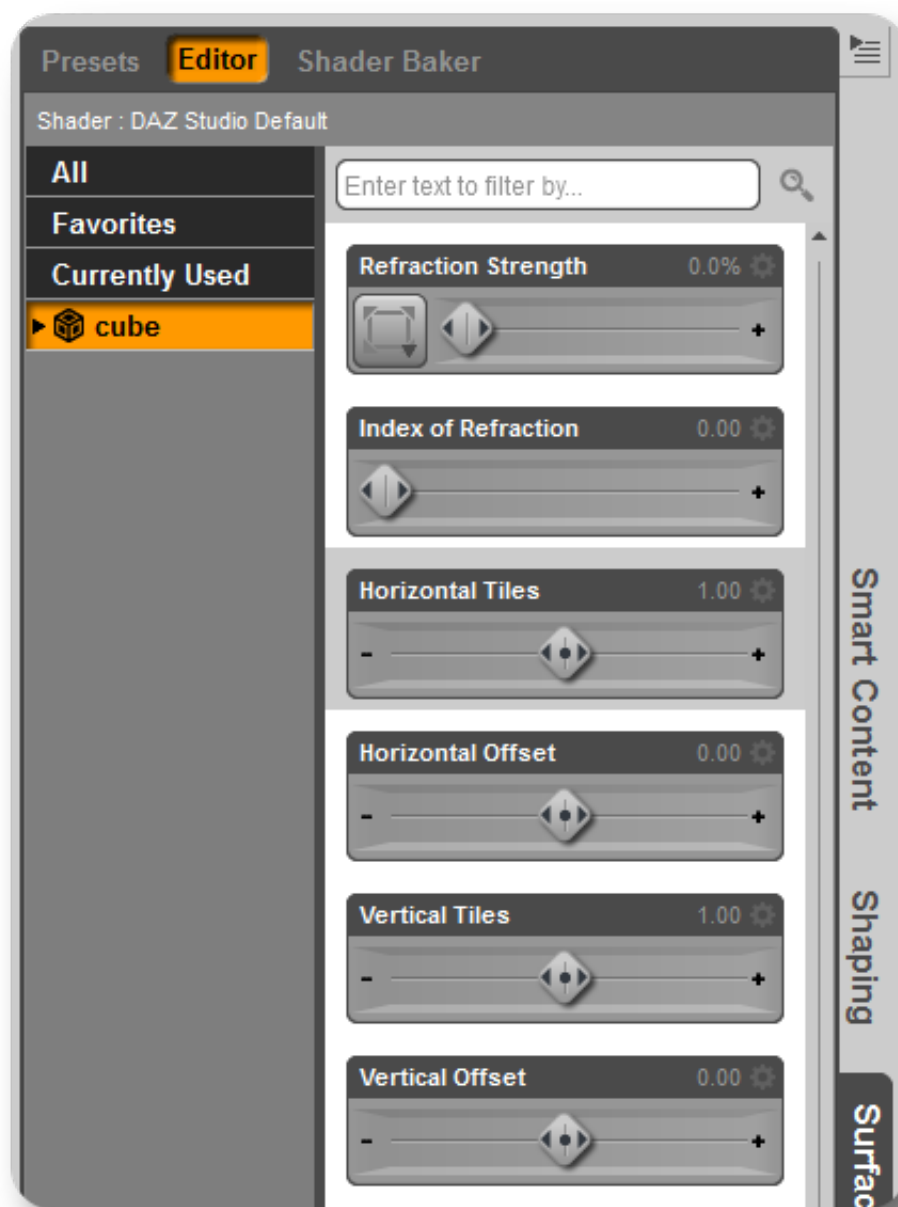 Presets Editor Shader Baker
Shader : DAZ Studio Default
All
Favorites
Currently Used
cube
Enter text to filter by...
Refraction Strength 0.0%
+
Index of Refraction 0.00
+
Horizontal Tiles 1.00
- +
Horizontal Offset 0.00
- +
Vertical Tiles 1.00
- +
Vertical Offset 0.00
- +
Smart Content
Shaping
Surfac